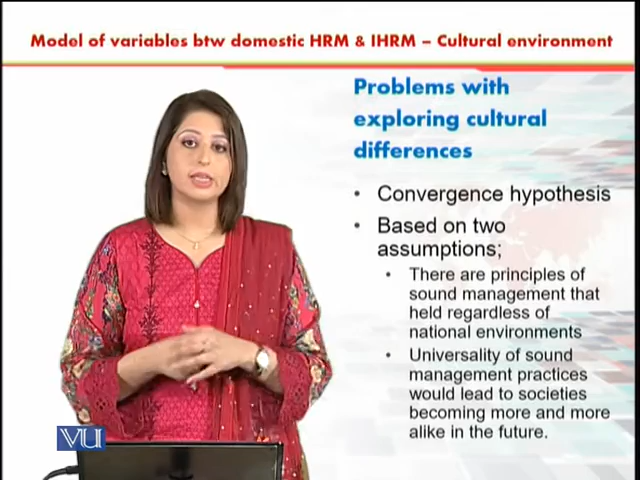 Model of variables btw domestic HRM & IHRM – Cultural environment
Problems with
exploring cultural
differences
• Convergence hypothesis
• Based on two
assumptions;
• There are principles of
sound management that
held regardless of
national environments
• Universality of sound
management practices
would lead to societies
becoming more and more
alike in the future.
VU